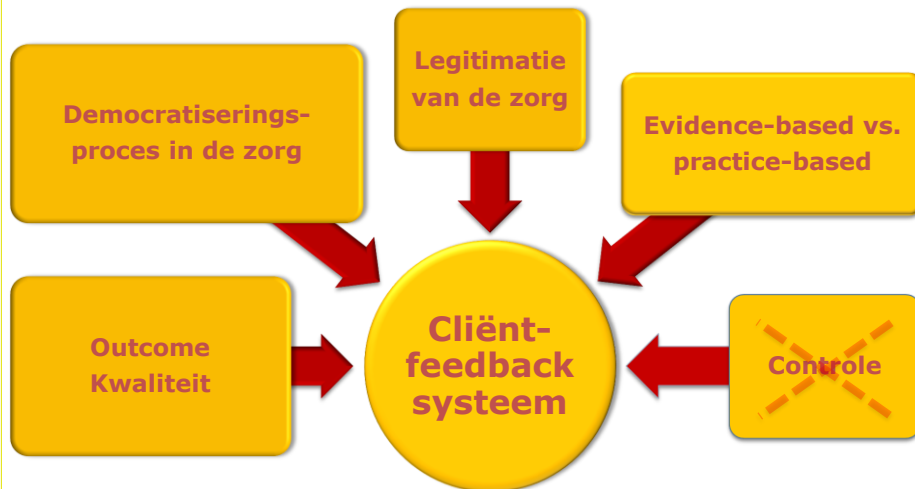 Democratiserings-
proces in de zorg
Legitimatie
van de zorg
Evidence-based vs.
practice-based
Outcome
Kwaliteit
Cliënt-
feedback
systeem
Controle